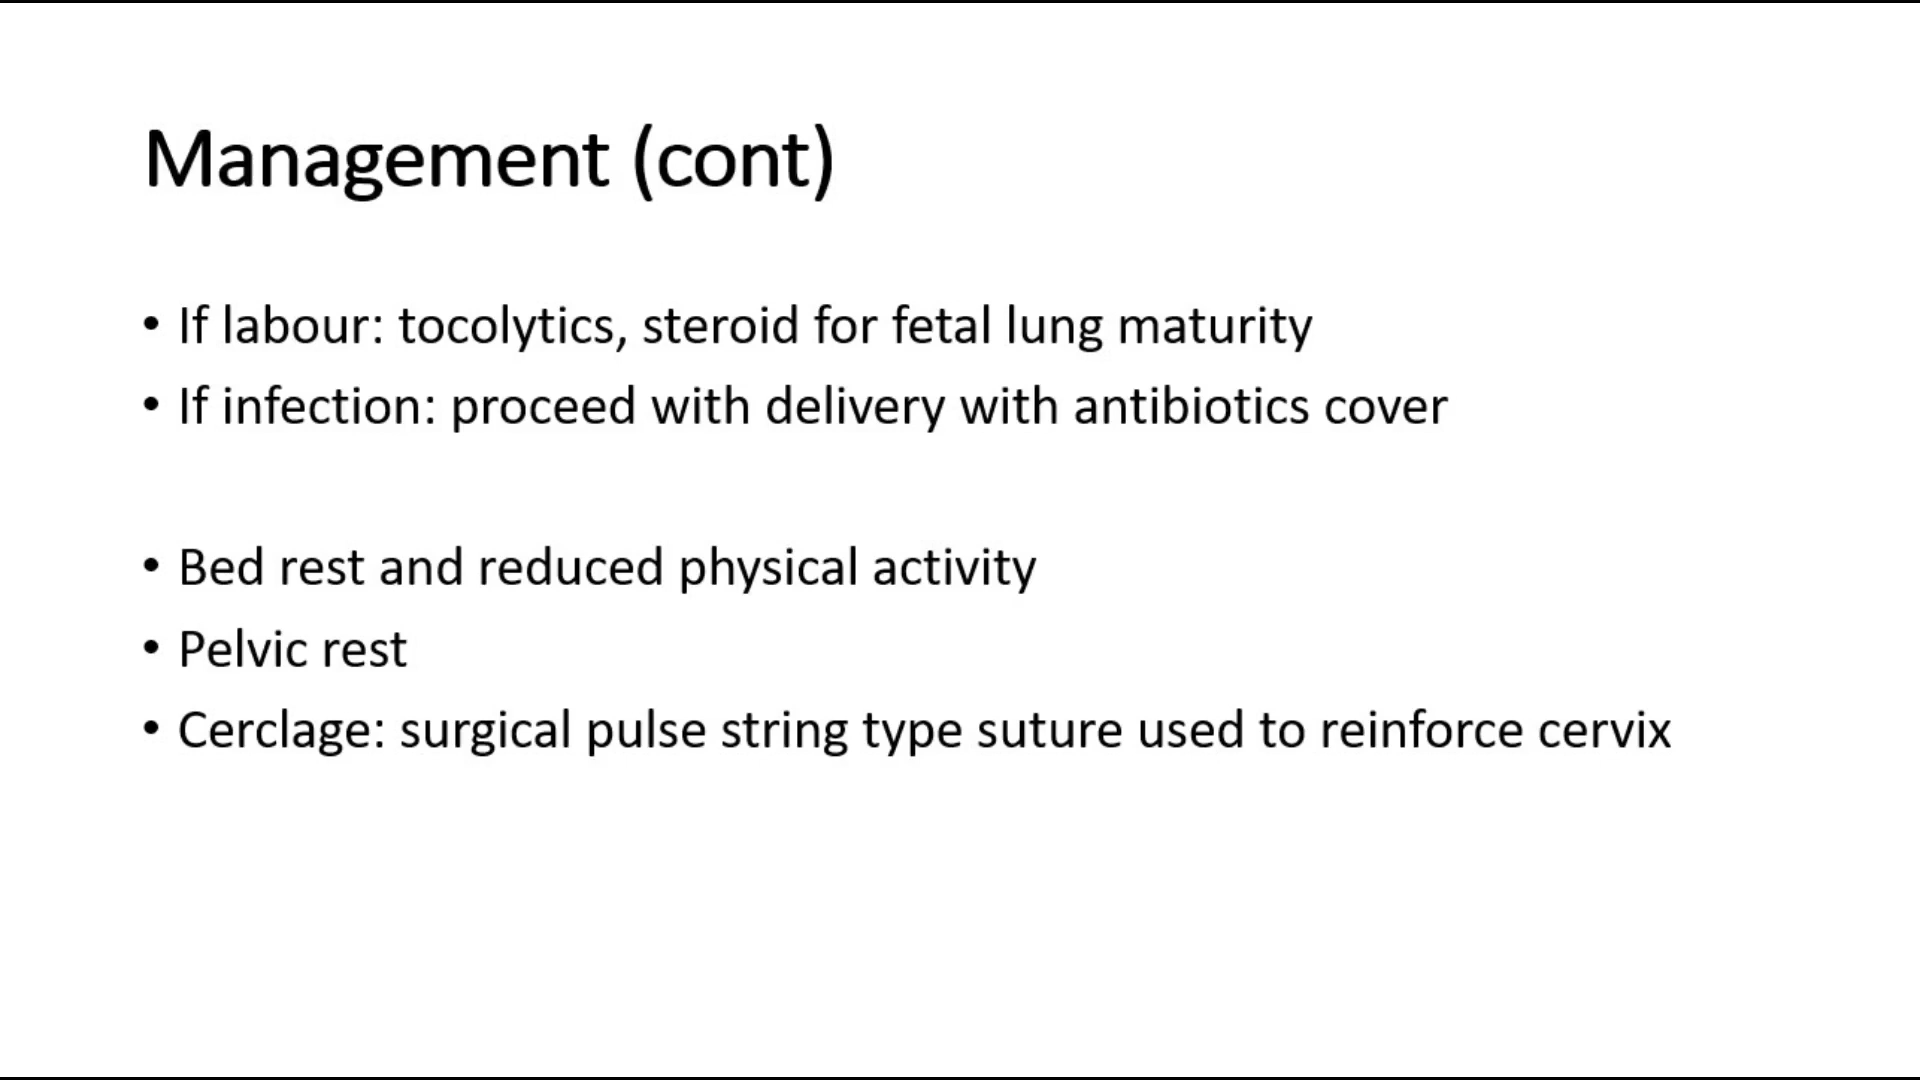 Management (cont)
• If labour: tocolytics, steroid for fetal lung maturity
• If infection: proceed with delivery with antibiotics cover
• Bed rest and reduced physical activity
• Pelvic rest
• Cerclage: surgical pulse string type suture used to reinforce cervix